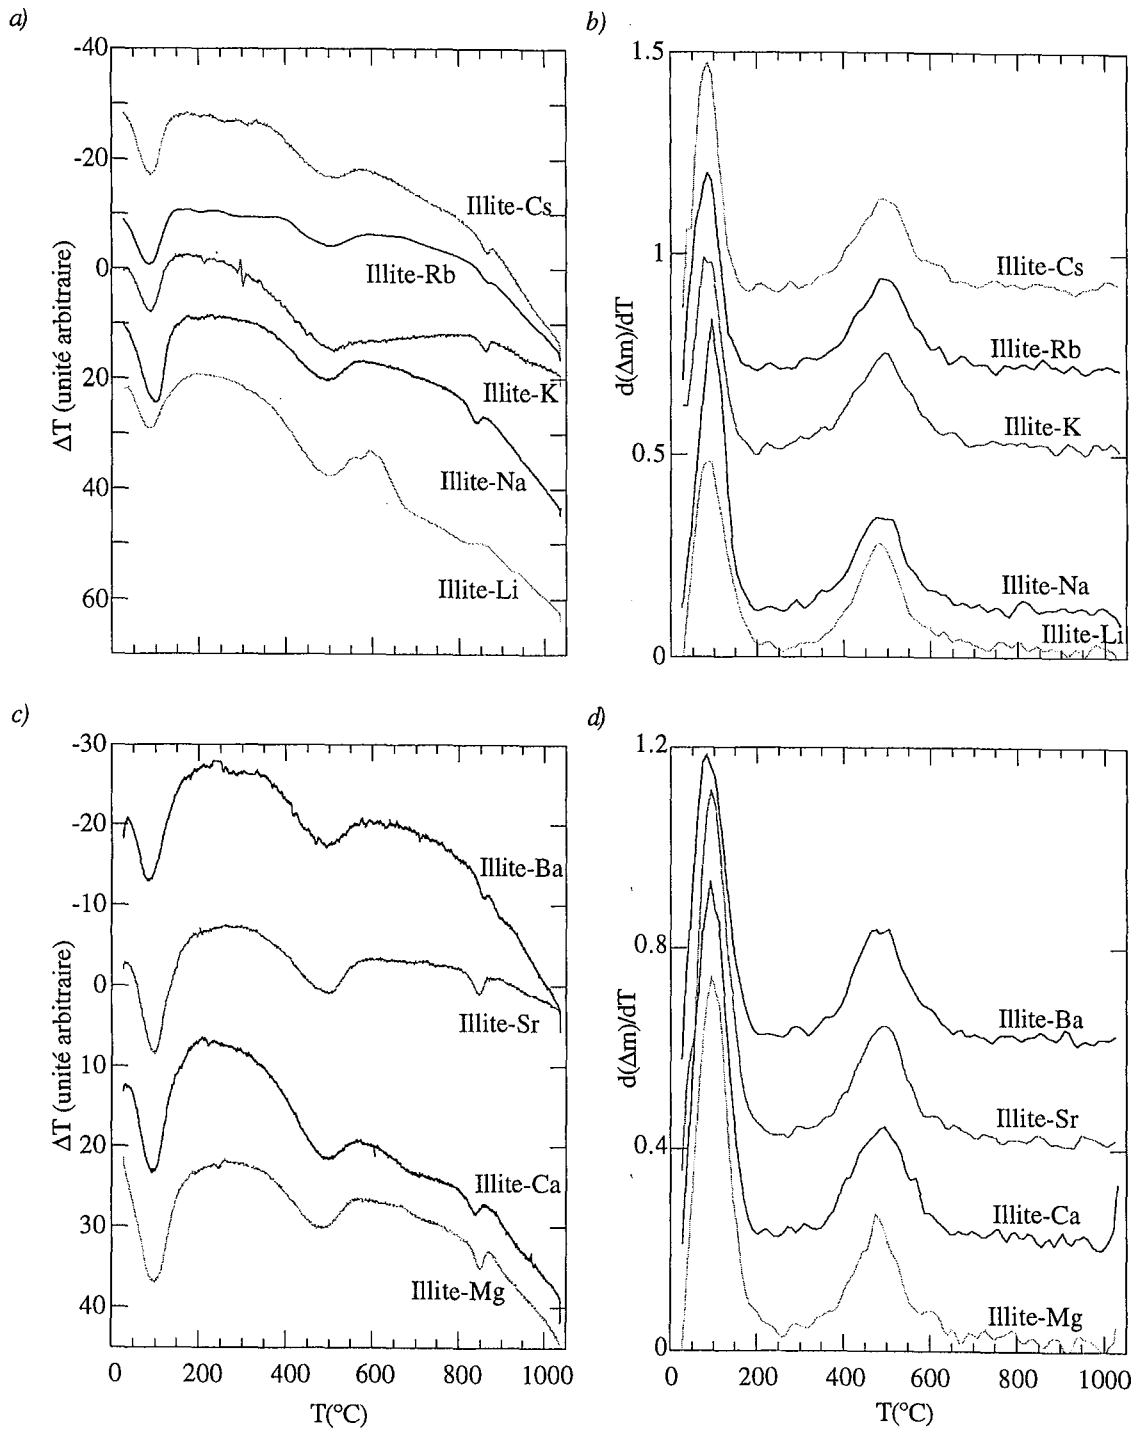 a)
-40
-20
0
20
40
60
ΔT (unité arbitraire)
Illite-Cs
Illite-Rb
Illite-K
Illite-Na
Illite-Li
b)
1.5
1
0.5
0
d(Δm)/dT
Illite-Cs
Illite-Rb
Illite-K
Illite-Na
Illite-Li
c)
-30
-20
-10
0
10
20
30
40
ΔT (unité arbitraire)
Illite-Ba
Illite-Sr
Illite-Ca
Illite-Mg
0 200 400 600 800 1000
T(°C)
d)
1.2
0.8
0.4
0
d(Δm)/dT
Illite-Ba
Illite-Sr
Illite-Ca
Illite-Mg
0 200 400 600 800 1000
T(°C)